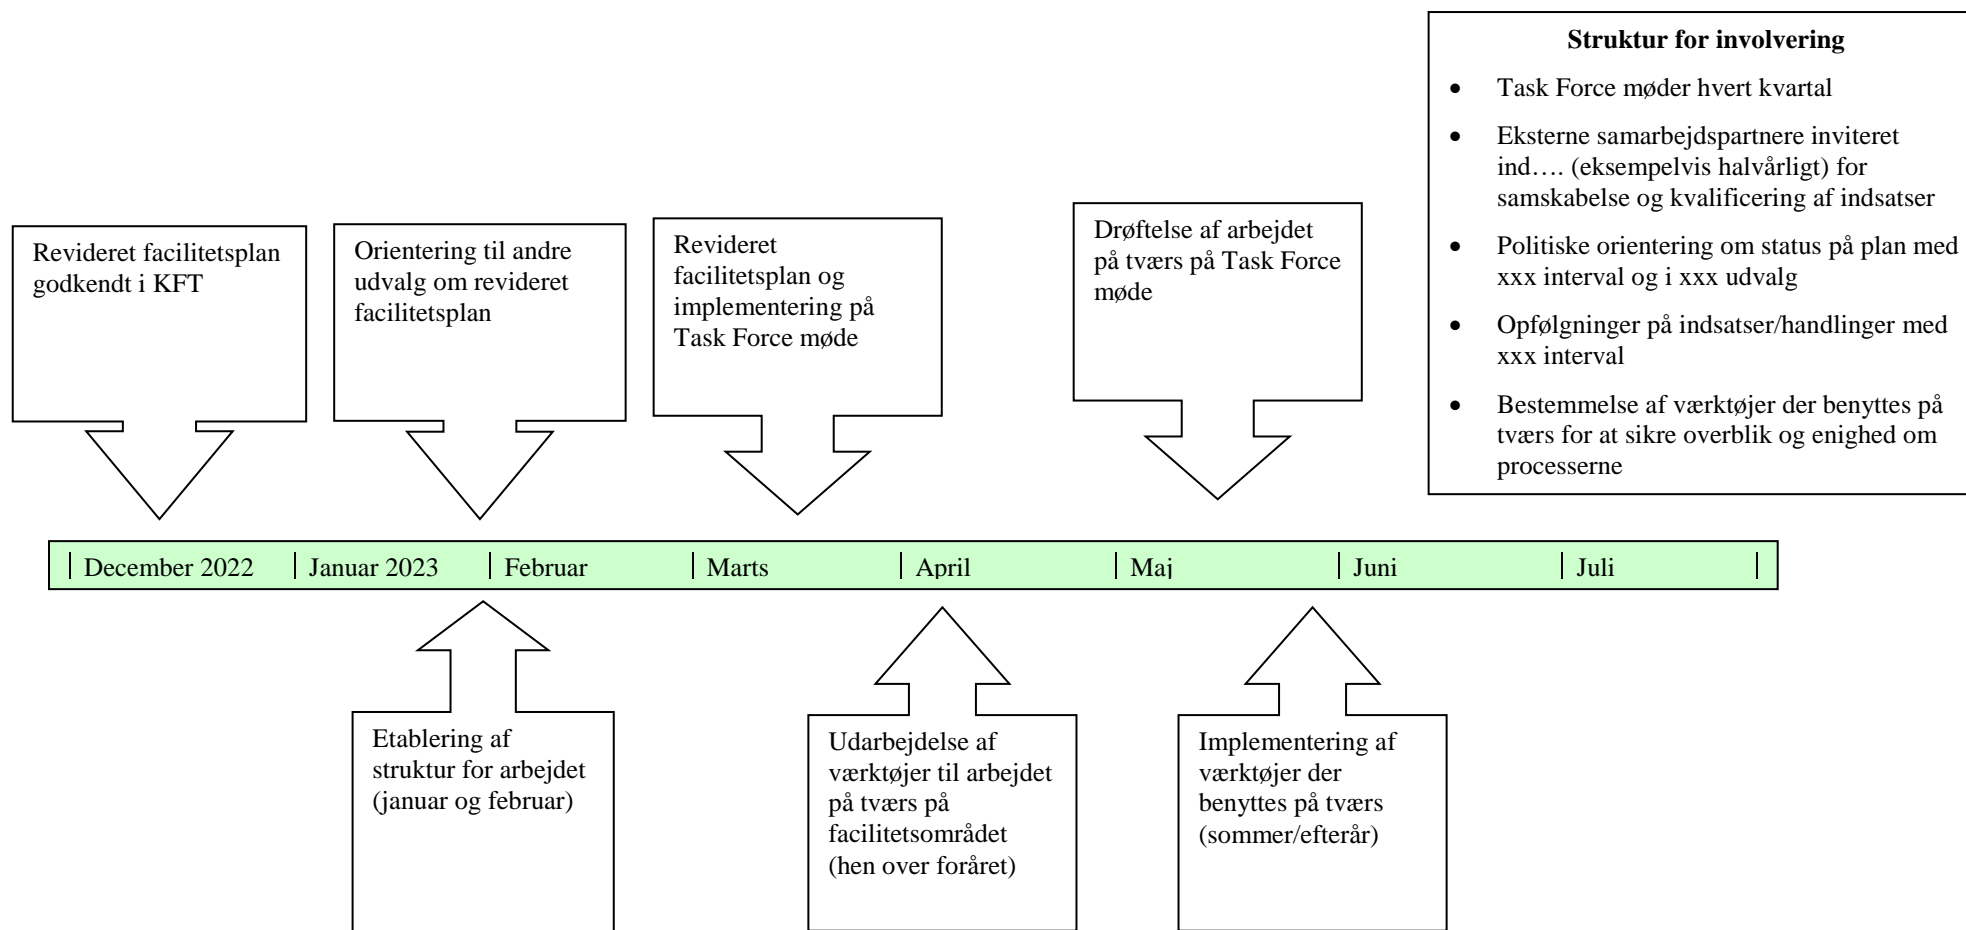 Struktur for involvering
• Task Force møder hvert kvartal
• Eksterne samarbejdspartnere inviteret
ind…. (eksempelvis halvårligt) for
samskabelse og kvalificering af indsatser
• Politiske orientering om status på plan med
xxx interval og i xxx udvalg
• Opfølgninger på indsatser/handlinger med
xxx interval
• Bestemmelse af værktøjer der benyttes på
tværs for at sikre overblik og enighed om
processerne
Revideret facilitetsplan
godkendt i KFT
Orientering til andre
udvalg om revideret
facilitetsplan
Revideret
facilitetsplan og
implementering på
Task Force møde
Drøftelse af arbejdet
på tværs på Task Force
møde
| December 2022 | Januar 2023 | Februar | Marts | April | Maj | Juni | Juli |
Etablering af
struktur for arbejdet
(januar og februar)
Udarbejdelse af
værktøjer til arbejdet
på tværs på
facilitetsområdet
(hen over foråret)
Implementering af
værktøjer der
benyttes på tværs
(sommer/efterår)